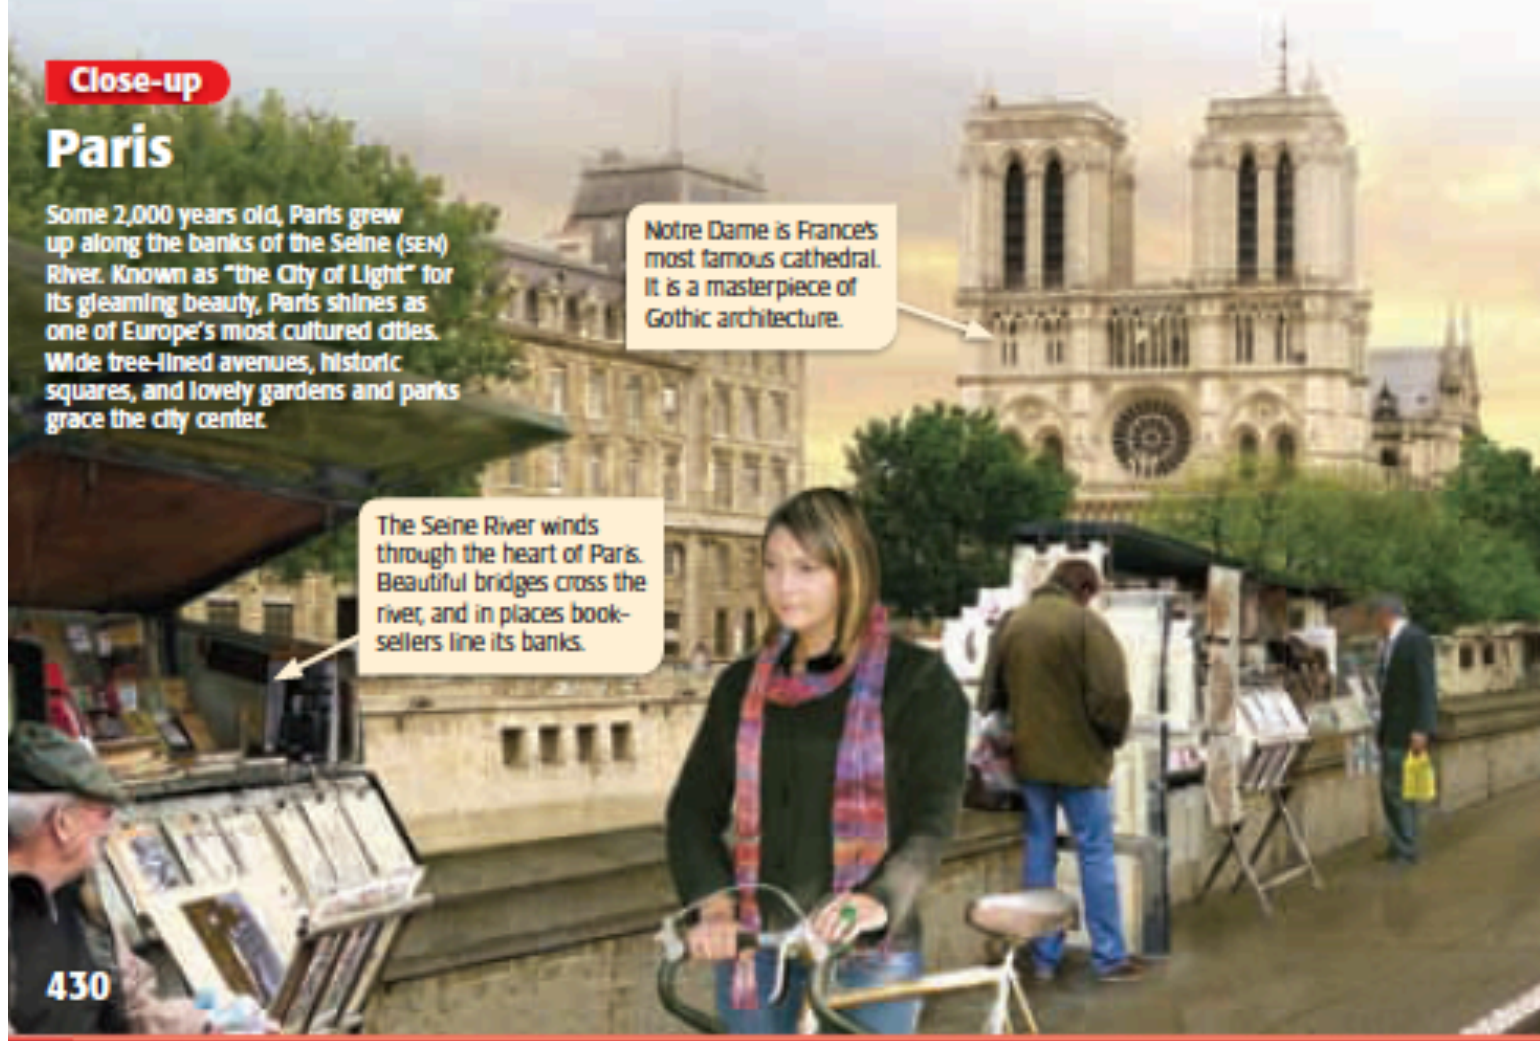 Close-up
Paris
Some 2,000 years old, Paris grew
up along the banks of the Seine (SEN)
River. Known as "the City of Light" for
its gleaming beauty, Paris shines as
one of Europe's most cultured cities.
Wide tree-lined avenues, historic
squares, and lovely gardens and parks
grace the city center.
Notre Dame is France's
most famous cathedral.
It is a masterpiece of
Gothic architecture.
The Seine River winds
through the heart of Paris.
Beautiful bridges cross the
river, and in places book-
sellers line its banks.
430